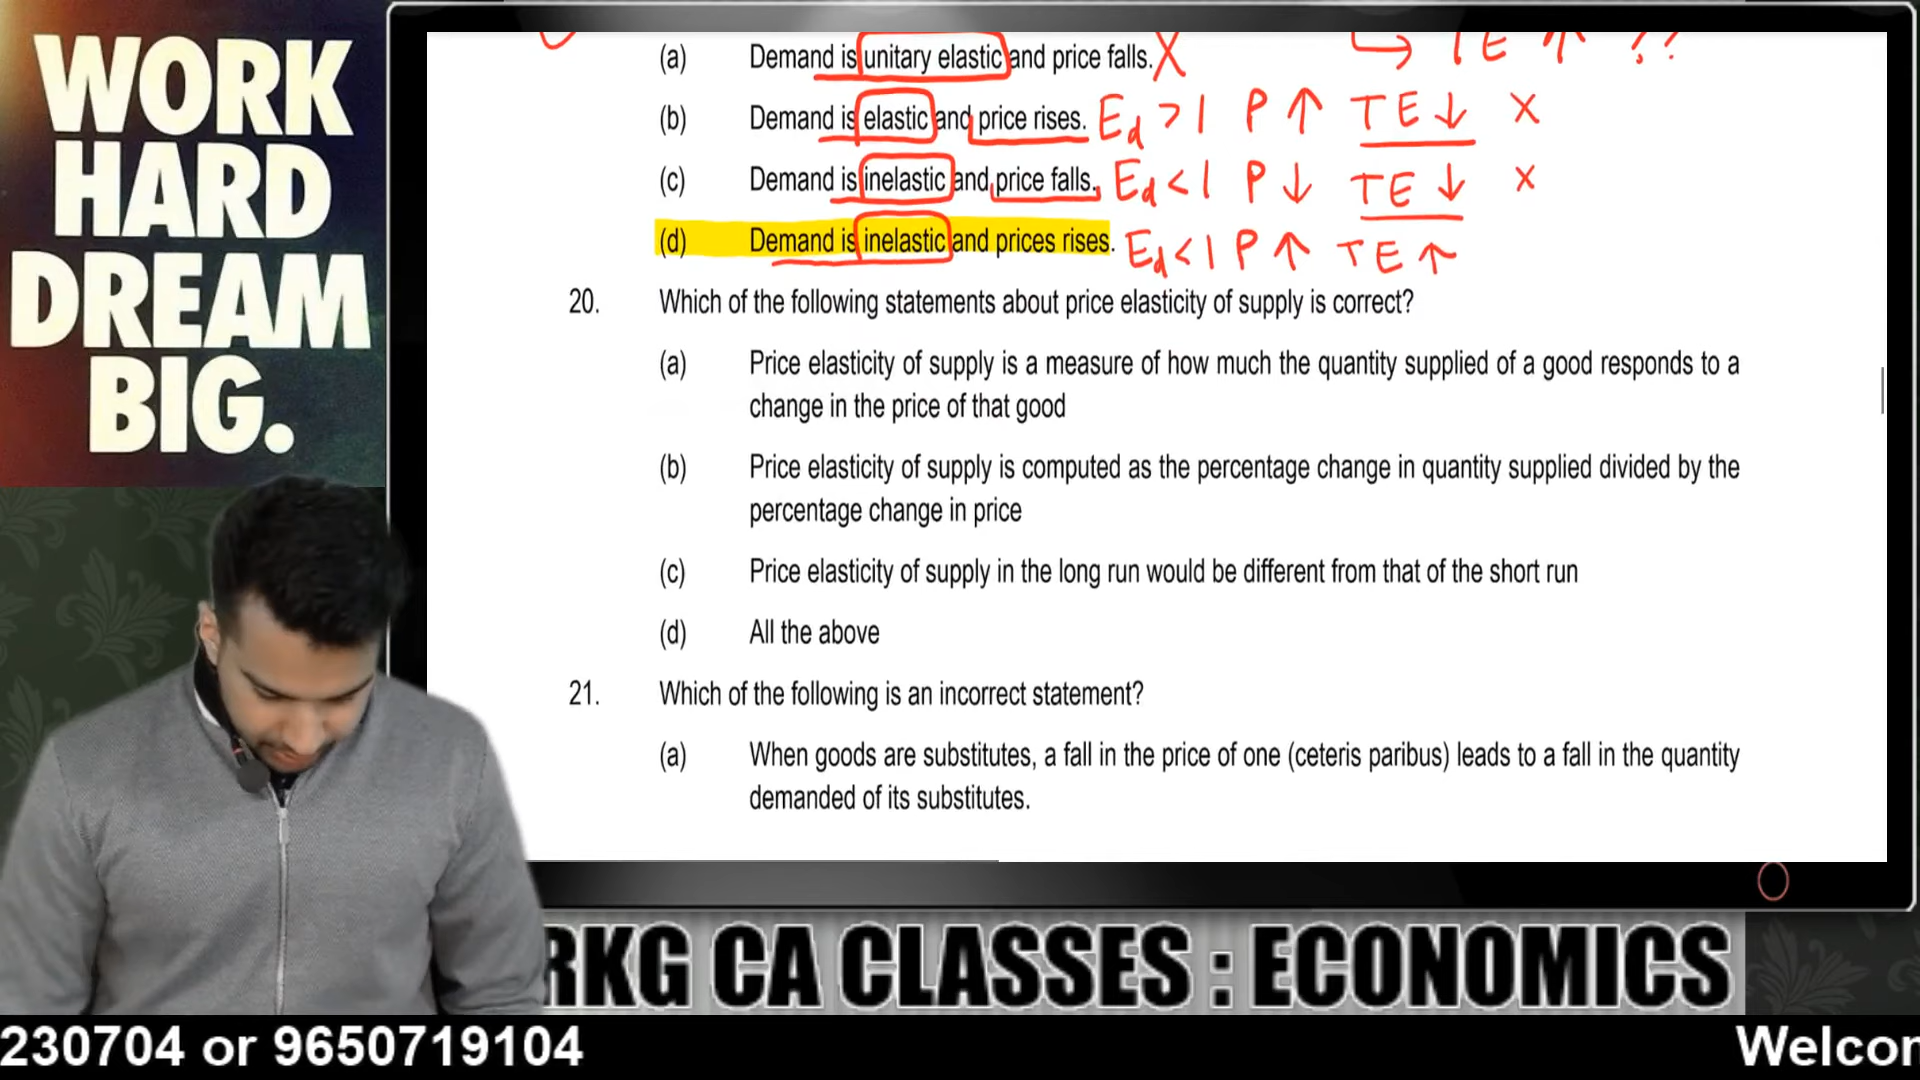 WORK
HARD
DREAM
BIG.
TE ↑ ??
(a) Demand is unitary elastic and price falls. X
(b) Demand is elastic and price rises. Ed > 1 P ↑ TE ↓ X
(c) Demand is inelastic and price falls. Ed < 1 P ↓ TE ↓ X
(d) Demand is inelastic and prices rises. Ed < 1 P ↑ TE ↑
20. Which of the following statements about price elasticity of supply is correct?
(a) Price elasticity of supply is a measure of how much the quantity supplied of a good responds to a
change in the price of that good
(b) Price elasticity of supply is computed as the percentage change in quantity supplied divided by the
percentage change in price
(c) Price elasticity of supply in the long run would be different from that of the short run
(d) All the above
21. Which of the following is an incorrect statement?
(a) When goods are substitutes, a fall in the price of one (ceteris paribus) leads to a fall in the quantity
demanded of its substitutes.
RKG CA CLASSES : ECONOMICS
230704 or 9650719104 Welcor